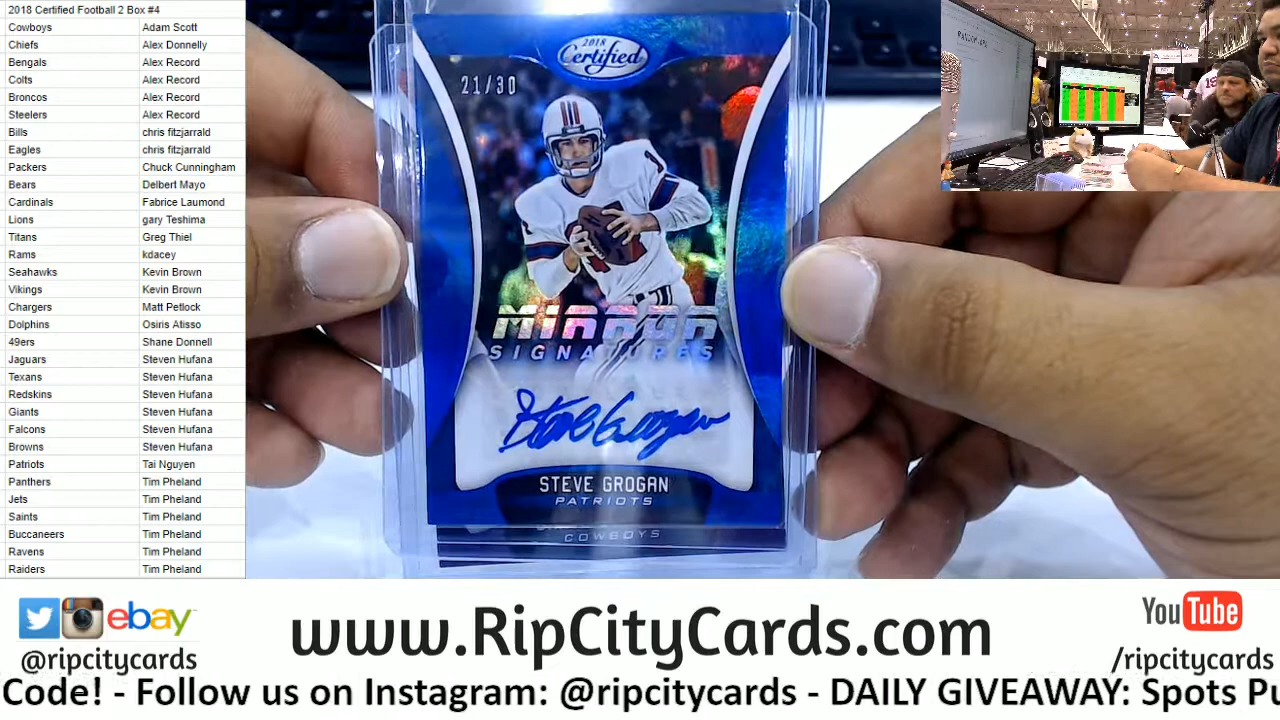 2018 Certified Football 2 Box #4
Cowboys Adam Scott
Chiefs Alex Donnelly
Bengals Alex Record
Colts Alex Record
Broncos Alex Record
Steelers Alex Record
Bills chris fitzjarrald
Eagles chris fitzjarrald
Packers Chuck Cunningham
Bears Delbert Mayo
Cardinals Fabrice Laumond
Lions gary Teshima
Titans Greg Thiel
Rams kdacey
Seahawks Kevin Brown
Vikings Kevin Brown
Chargers Matt Petlock
Dolphins Osiris Atisso
49ers Shane Donnell
Jaguars Steven Hufana
Texans Steven Hufana
Redskins Steven Hufana
Giants Steven Hufana
Falcons Steven Hufana
Browns Steven Hufana
Patriots Tai Nguyen
Panthers Tim Pheland
Jets Tim Pheland
Saints Tim Pheland
Buccaneers Tim Pheland
Ravens Tim Pheland
Raiders Tim Pheland
2018
Certified
21/30
1
MIRROR
SIGNATURES
Steve Grogan
STEVE GROGAN
PATRIOTS
COWBOYS
ebay
@ripcitycards
www.RipCityCards.com
YouTube
/ripcitycards
Code! - Follow us on Instagram: @ripcitycards - DAILY GIVEAWAY: Spots